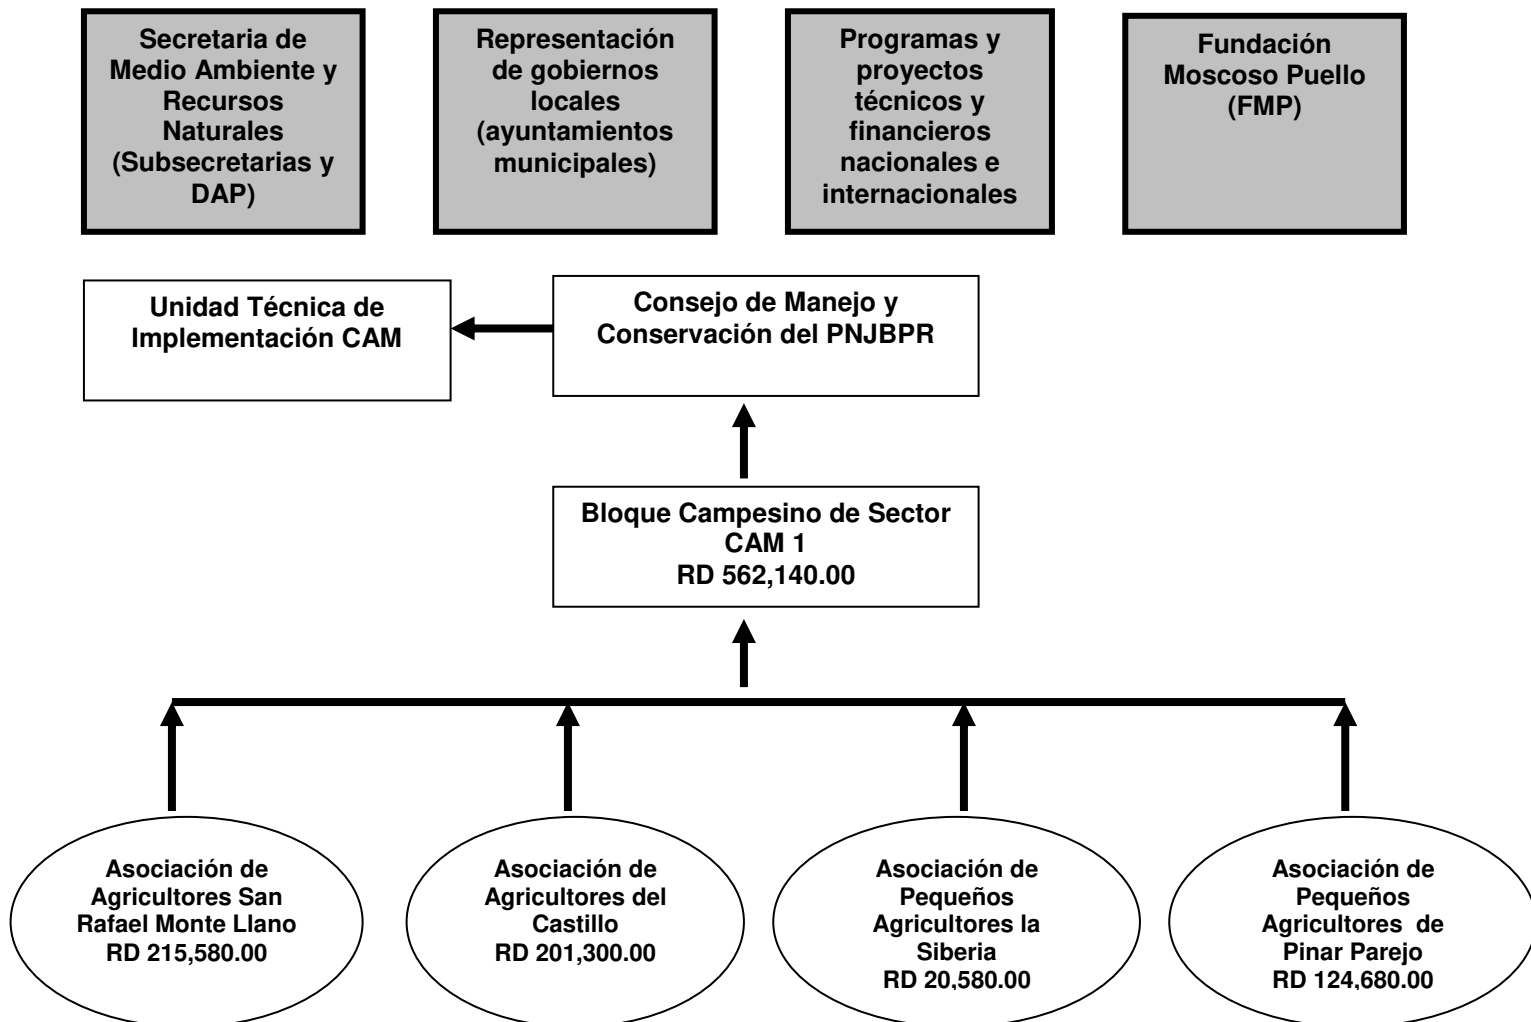 Secretaria de
Medio Ambiente y
Recursos
Naturales
(Subsecretarias y
DAP)
Representación
de gobiernos
locales
(ayuntamientos
municipales)
Programas y
proyectos
técnicos y
financieros
nacionales e
internacionales
Fundación
Moscoso Puello
(FMP)
Unidad Técnica de
Implementación CAM
Consejo de Manejo y
Conservación del PNJBPR
Bloque Campesino de Sector
CAM 1
RD 562,140.00
Asociación de
Agricultores San
Rafael Monte Llano
RD 215,580.00
Asociación de
Agricultores del
Castillo
RD 201,300.00
Asociación de
Pequeños
Agricultores la
Siberia
RD 20,580.00
Asociación de
Pequeños
Agricultores de
Pinar Parejo
RD 124,680.00